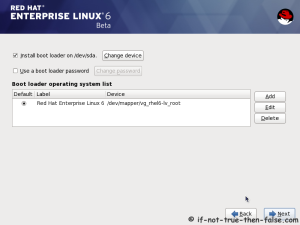 RED HAT
ENTERPRISE LINUX 6
Beta
Install boot loader on /dev/sda. Change device
Use a boot loader password Change password
Boot loader operating system list
Default Label Device
Red Hat Enterprise Linux 6 /dev/mapper/vg_rhel6-lv_root
Add
Edit
Delete
Back Next
© if-not-true-then-false.com